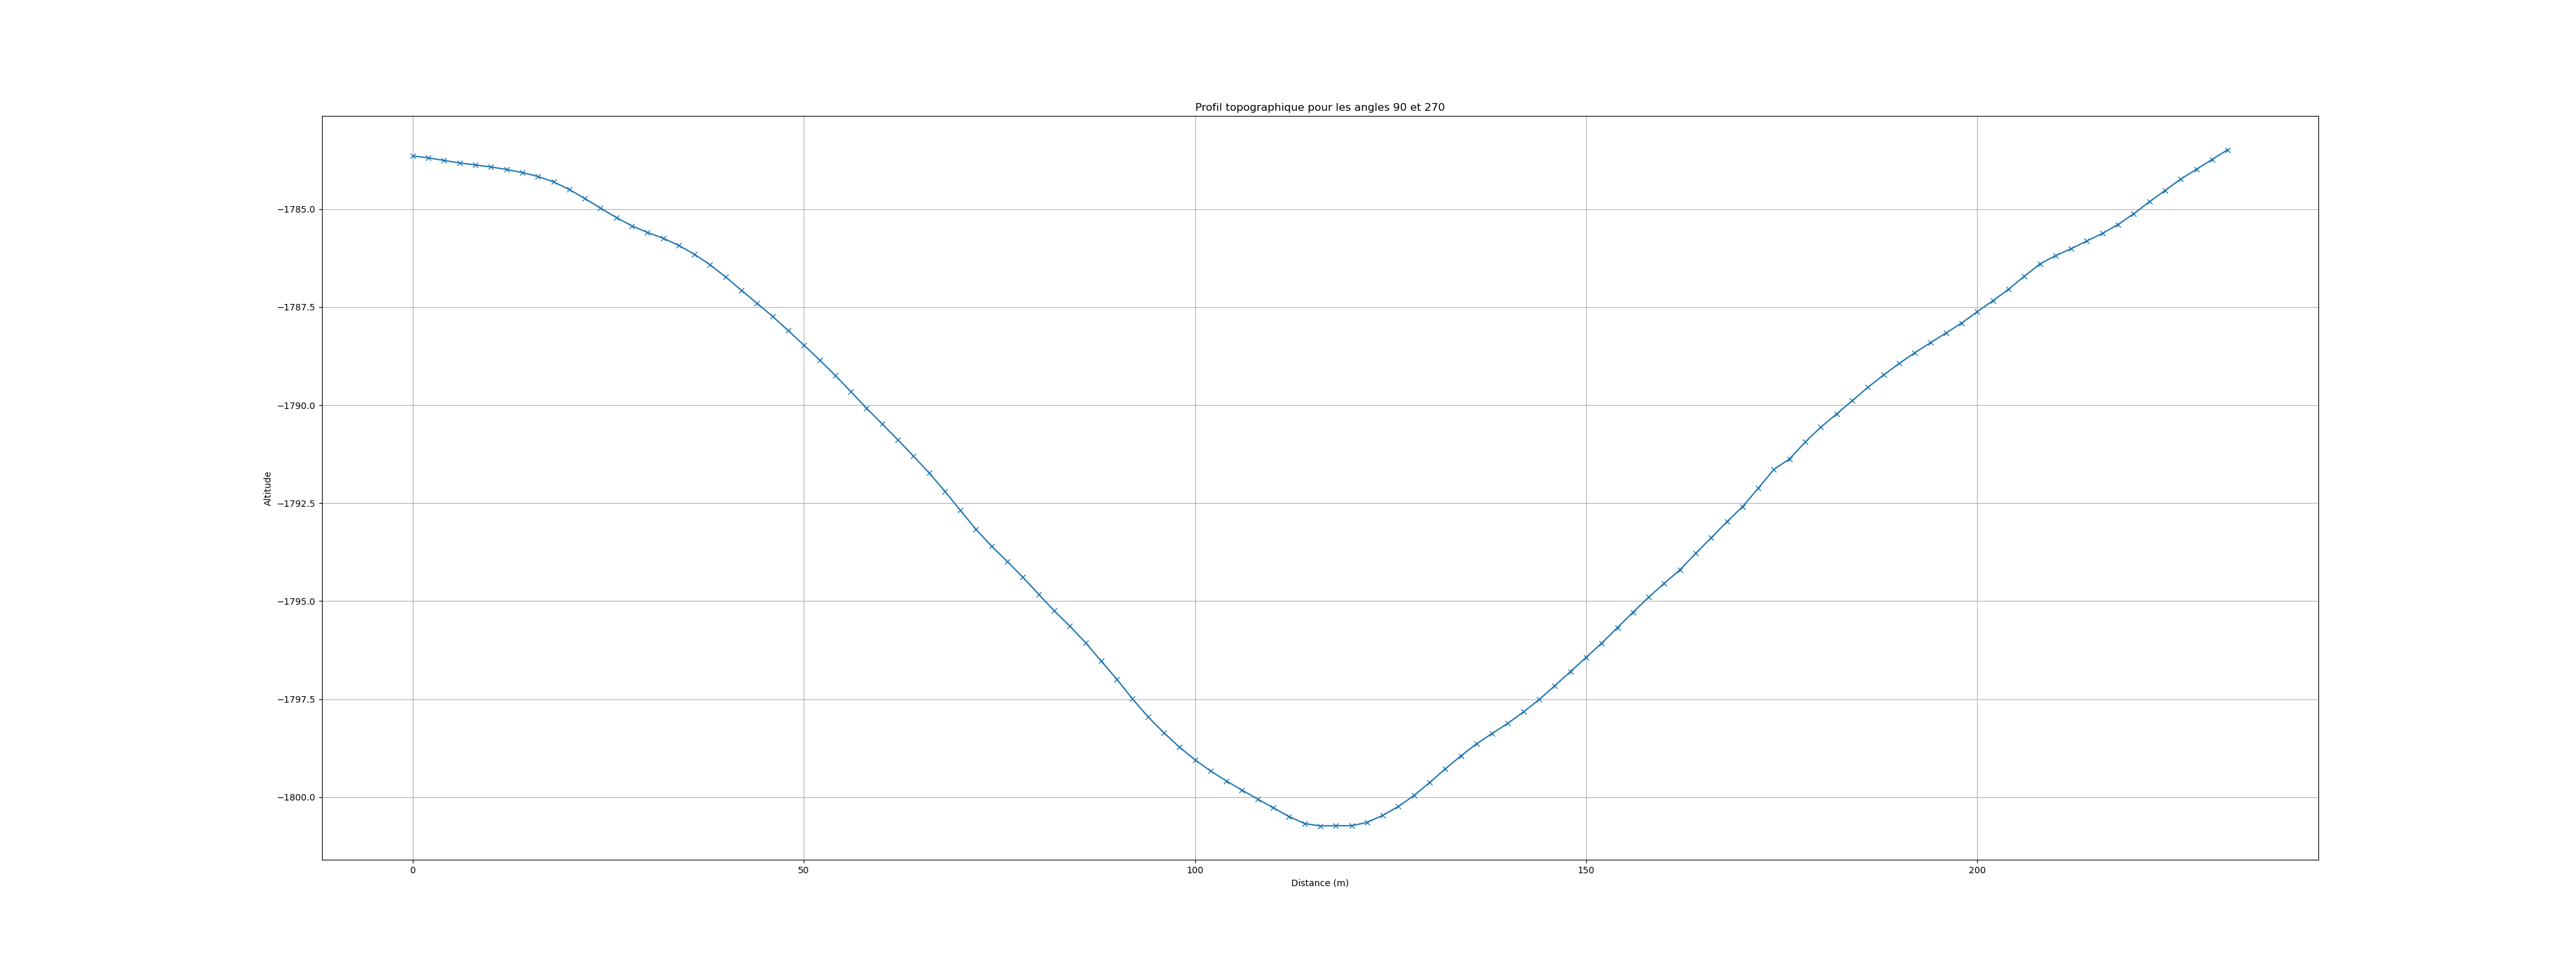 Profil topographique pour les angles 90 et 270
−1785.0
−1787.5
−1790.0
−1792.5
−1795.0
−1797.5
−1800.0
Altitude
0 50 100 150 200
Distance (m)